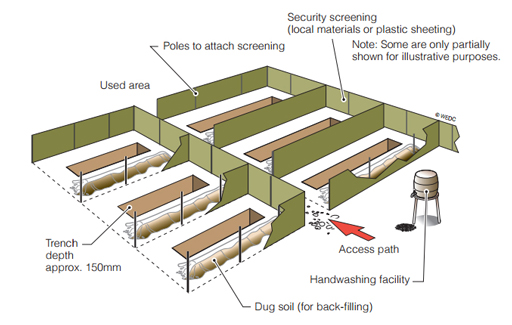 Security screening
(local materials or plastic sheeting)
Poles to attach screening
Note: Some are only partially
shown for illustrative purposes.
Used area
© WEDC
Trench
depth
approx. 150mm
Access path
Handwashing facility
Dug soil (for back-filling)